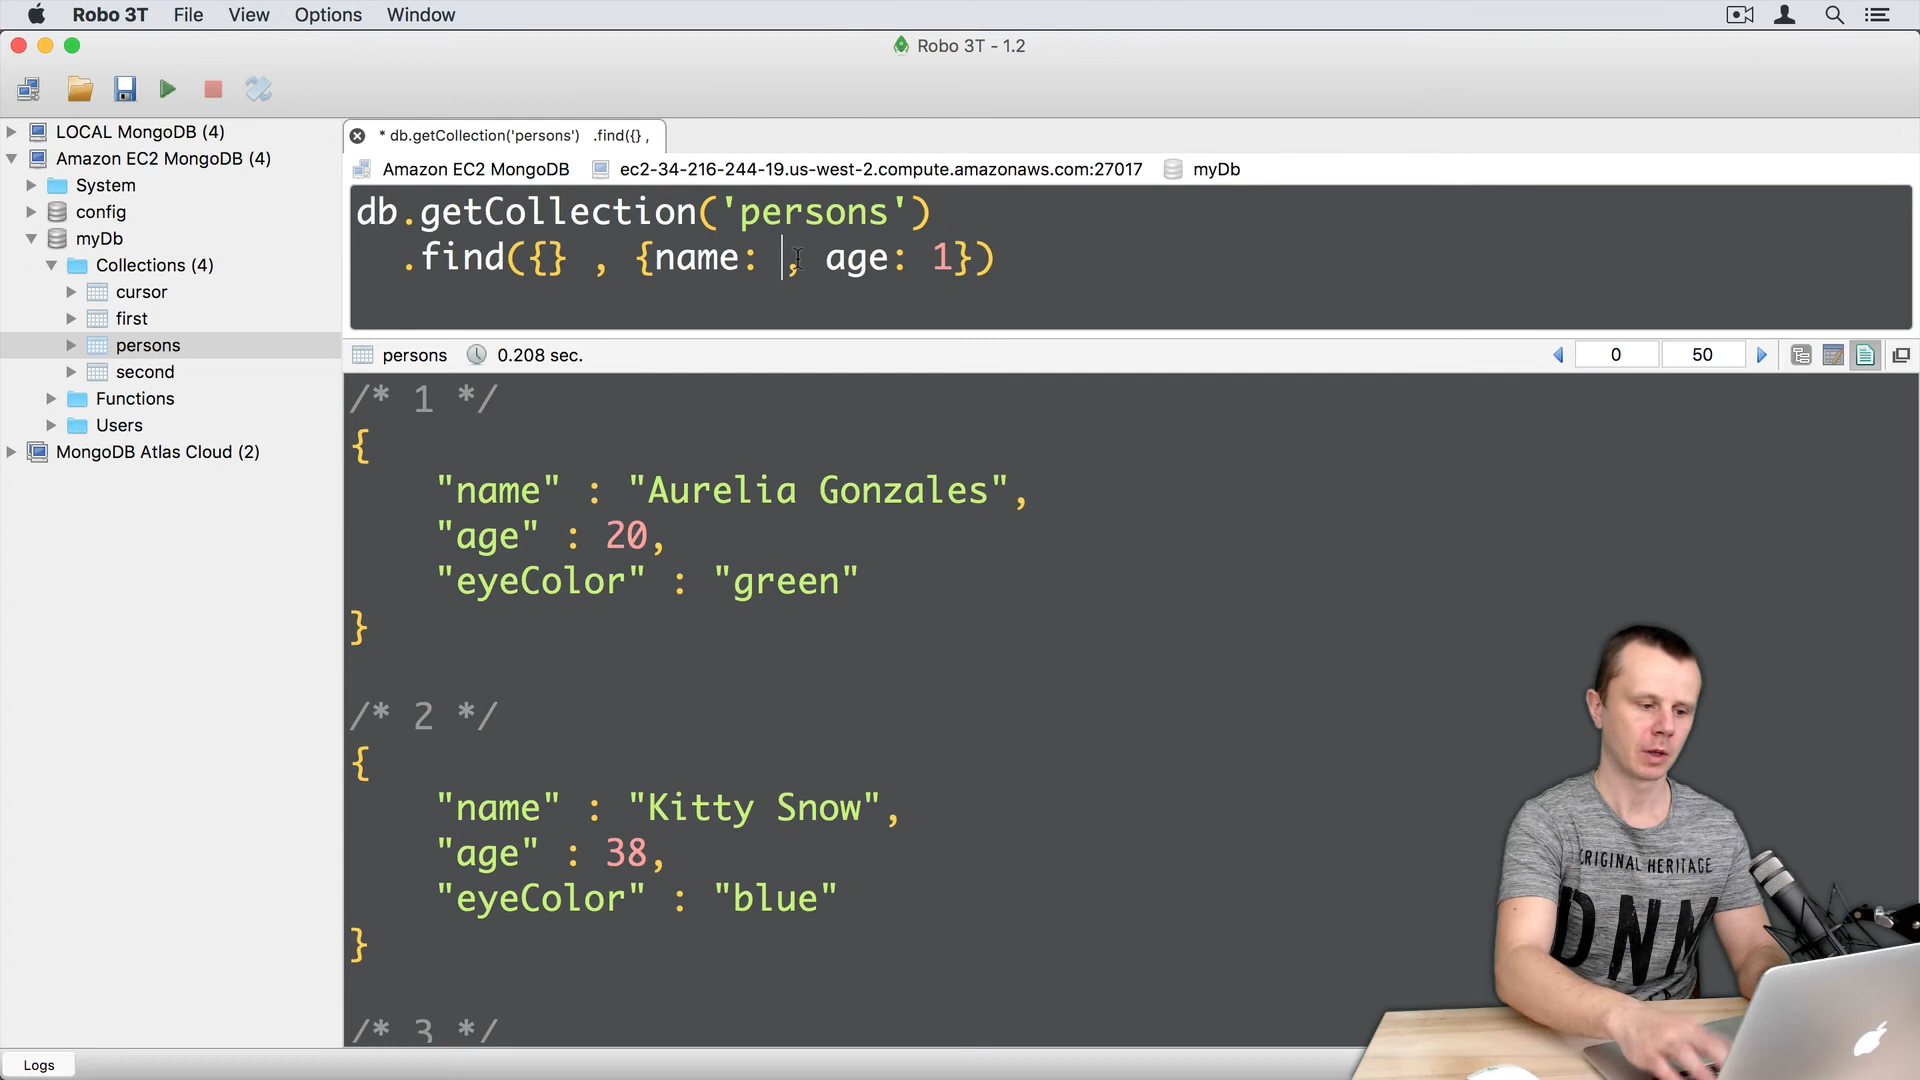 Robo 3T File View Options Window
Robo 3T - 1.2
LOCAL MongoDB (4)
Amazon EC2 MongoDB (4)
System
config
myDb
Collections (4)
cursor
first
persons
second
Functions
Users
MongoDB Atlas Cloud (2)
* db.getCollection('persons') .find({} ,
Amazon EC2 MongoDB ec2-34-216-244-19.us-west-2.compute.amazonaws.com:27017 myDb
db.getCollection('persons')
.find({} , {name: , age: 1})
persons 0.208 sec. 0 50
/* 1 */
{
"name" : "Aurelia Gonzales",
"age" : 20,
"eyeColor" : "green"
}
/* 2 */
{
"name" : "Kitty Snow",
"age" : 38,
"eyeColor" : "blue"
}
/* 3 */
ORIGINAL HERITAGE
DNM
Logs